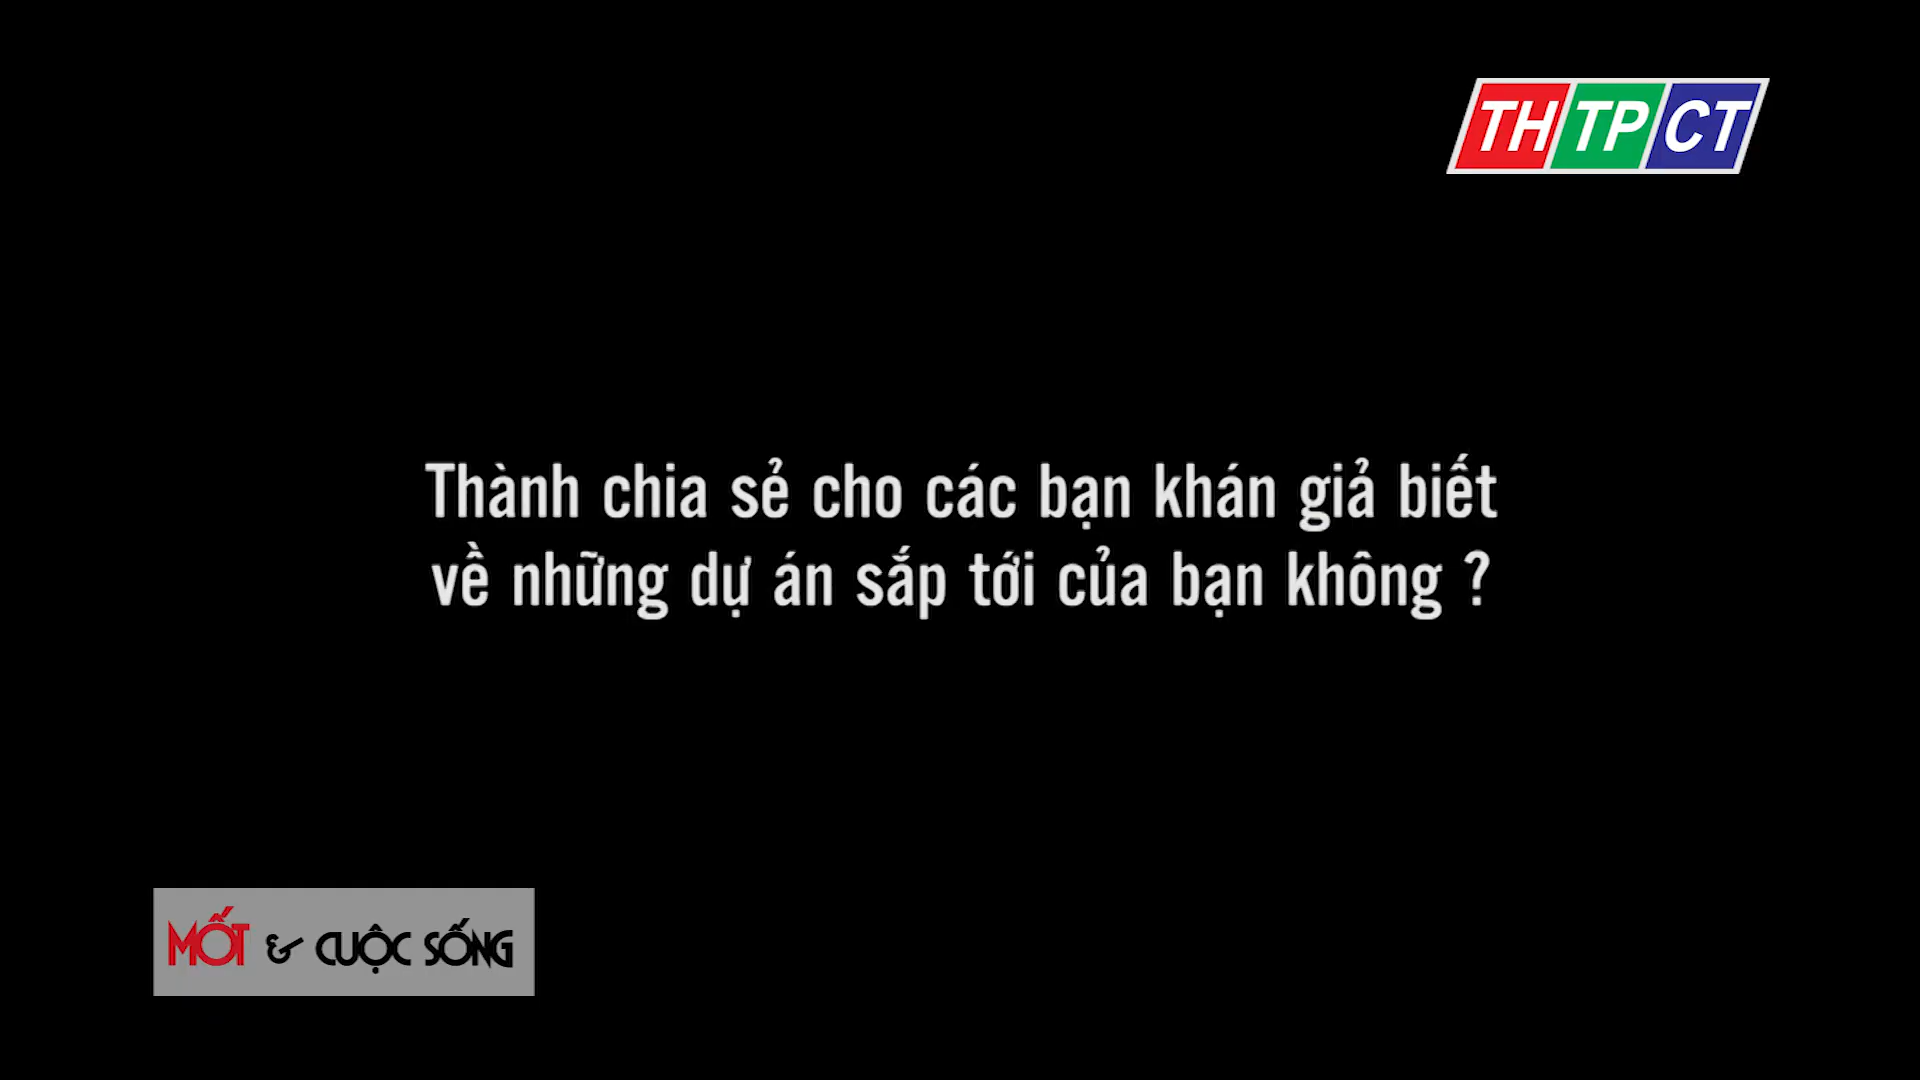 THTPCT
Thành chia sẻ cho các bạn khán giả biết
về những dự án sắp tới của bạn không ?
MỐT & CUỘC SỐNG